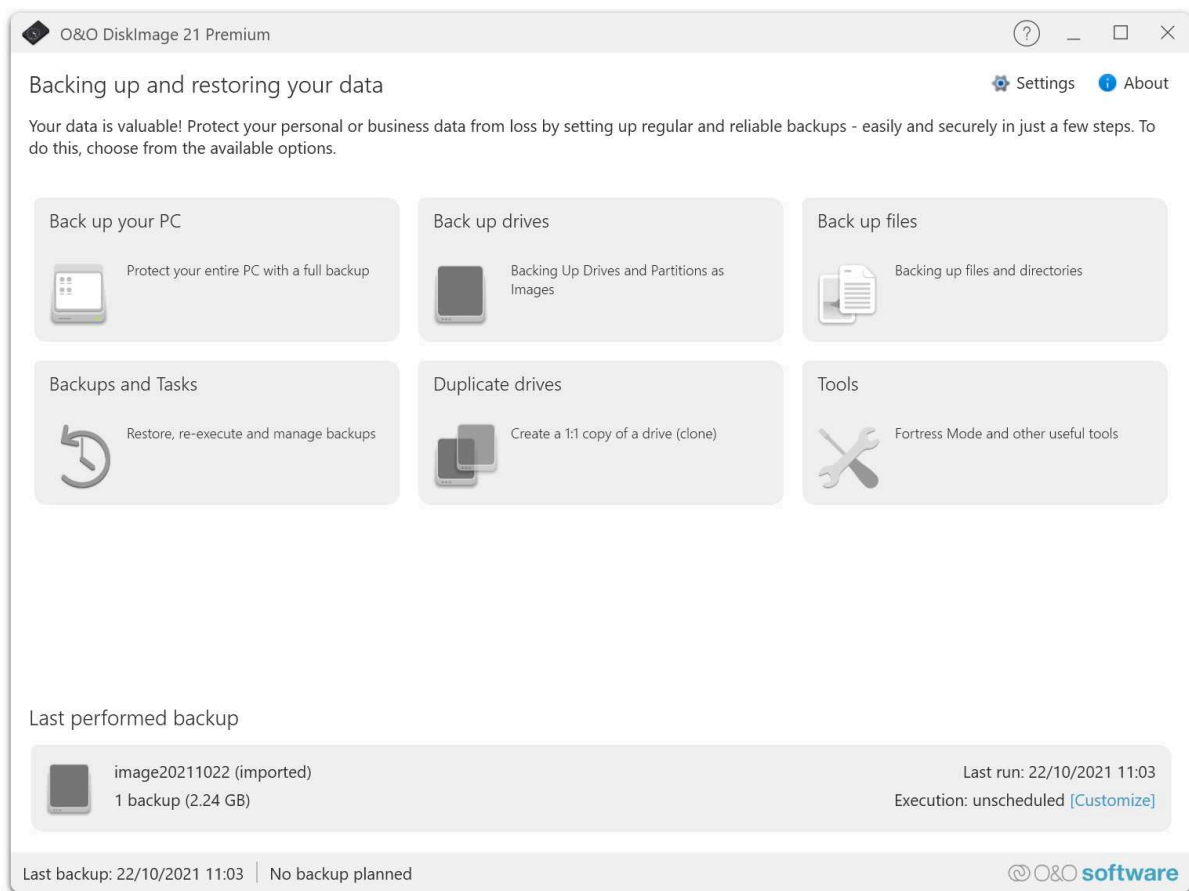 O&O DiskImage 21 Premium
?
Backing up and restoring your data
Settings
i About
Your data is valuable! Protect your personal or business data from loss by setting up regular and reliable backups - easily and securely in just a few steps. To
do this, choose from the available options.
Back up your PC
Protect your entire PC with a full backup
Back up drives
Backing Up Drives and Partitions as
Images
Back up files
Backing up files and directories
Backups and Tasks
Restore, re-execute and manage backups
Duplicate drives
Create a 1:1 copy of a drive (clone)
Tools
Fortress Mode and other useful tools
Last performed backup
image20211022 (imported)
1 backup (2.24 GB)
Last run: 22/10/2021 11:03
Execution: unscheduled [Customize]
Last backup: 22/10/2021 11:03
No backup planned
O&O software